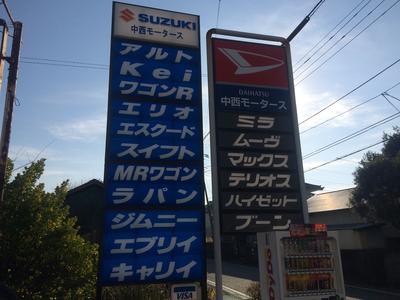 SUZUKI
中西モータース
アルト
Kei
ワゴンR
エリオ
エスクード
スイフト
MRワゴン
ラパン
ジムニー
エブリイ
キャリイ
VISA
DAIHATSU
中西モータース
ミラ
ムーヴ
マックス
テリオス
ハイゼット
ブーン